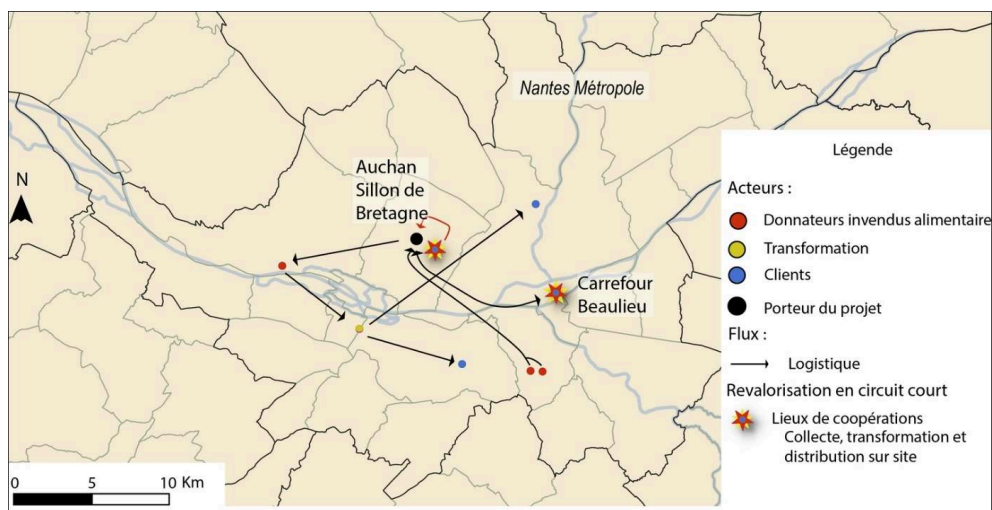 Nantes Métropole
Auchan
Sillon de
Bretagne
N
Carrefour
Beaulieu
Légende
Acteurs :
Donnateurs invendus alimentaire
Transformation
Clients
Porteur du projet
Flux :
Logistique
Revalorisation en circuit court
Lieux de coopérations
Collecte, transformation et
distribution sur site
0 5 10 Km